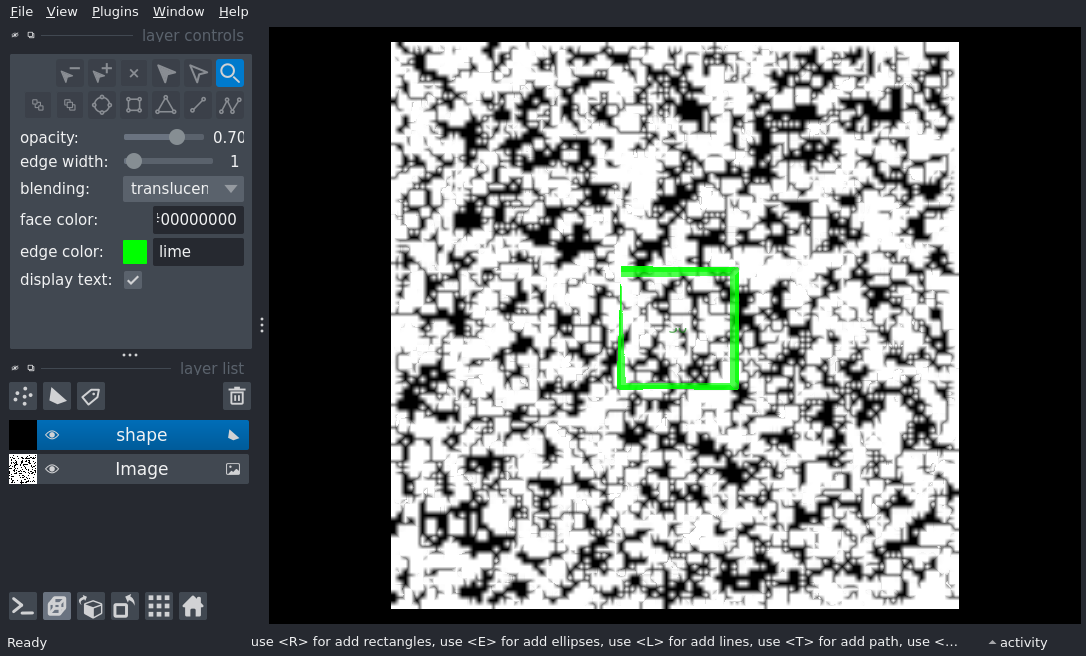 File View Plugins Window Help
layer controls
opacity: 0.70
edge width: 1
blending: translucen
face color: #00000000
edge color: lime
display text:
layer list
shape
Image
Ready
use <R> for add rectangles, use <E> for add ellipses, use <L> for add lines, use <T> for add path, use <...
activity